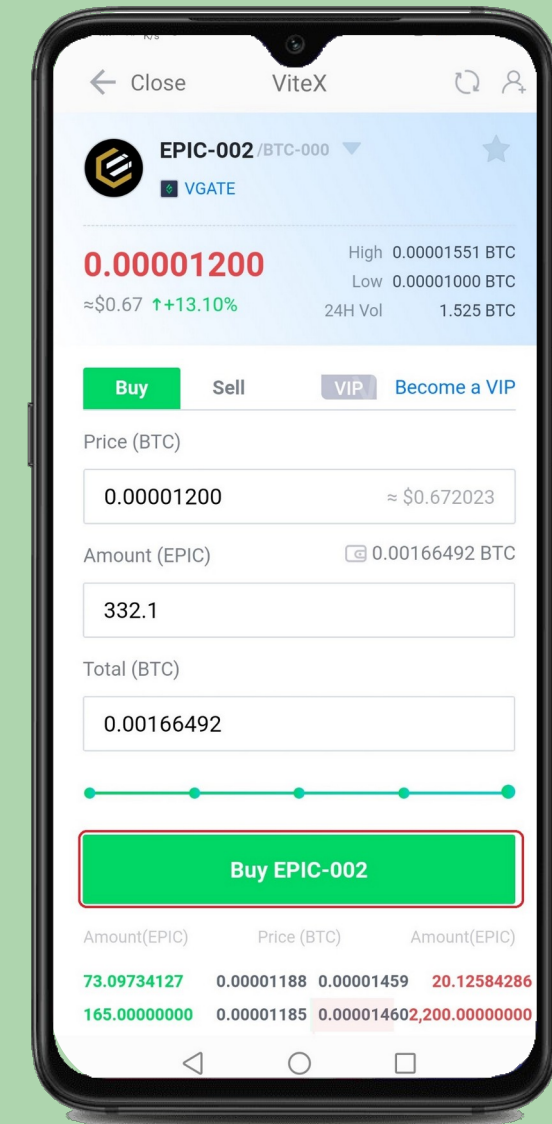 K/s
Close ViteX
EPIC-002 /BTC-000
VGATE
0.00001200
High 0.00001551 BTC
Low 0.00001000 BTC
≈$0.67 ↑+13.10%
24H Vol 1.525 BTC
Buy Sell VIP Become a VIP
Price (BTC)
0.00001200 ≈ $0.672023
Amount (EPIC) 0.00166492 BTC
332.1
Total (BTC)
0.00166492
Buy EPIC-002
Amount(EPIC) Price (BTC) Amount(EPIC)
73.09734127 0.00001188 0.00001459 20.12584286
165.00000000 0.00001185 0.00001460 2,200.00000000